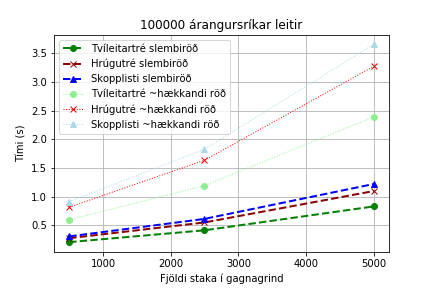 100000 árangursríkar leitir
Tvíleitartré slembiröð
Hrúgutré slembiröð
Skopplisti slembiröð
Tvíleitartré ~hækkandi röð
Hrúgutré ~hækkandi röð
Skopplisti ~hækkandi röð
3.5
3.0
2.5
2.0
1.5
1.0
0.5
Tími (s)
1000
2000
3000
4000
5000
Fjöldi staka í gagnagrind